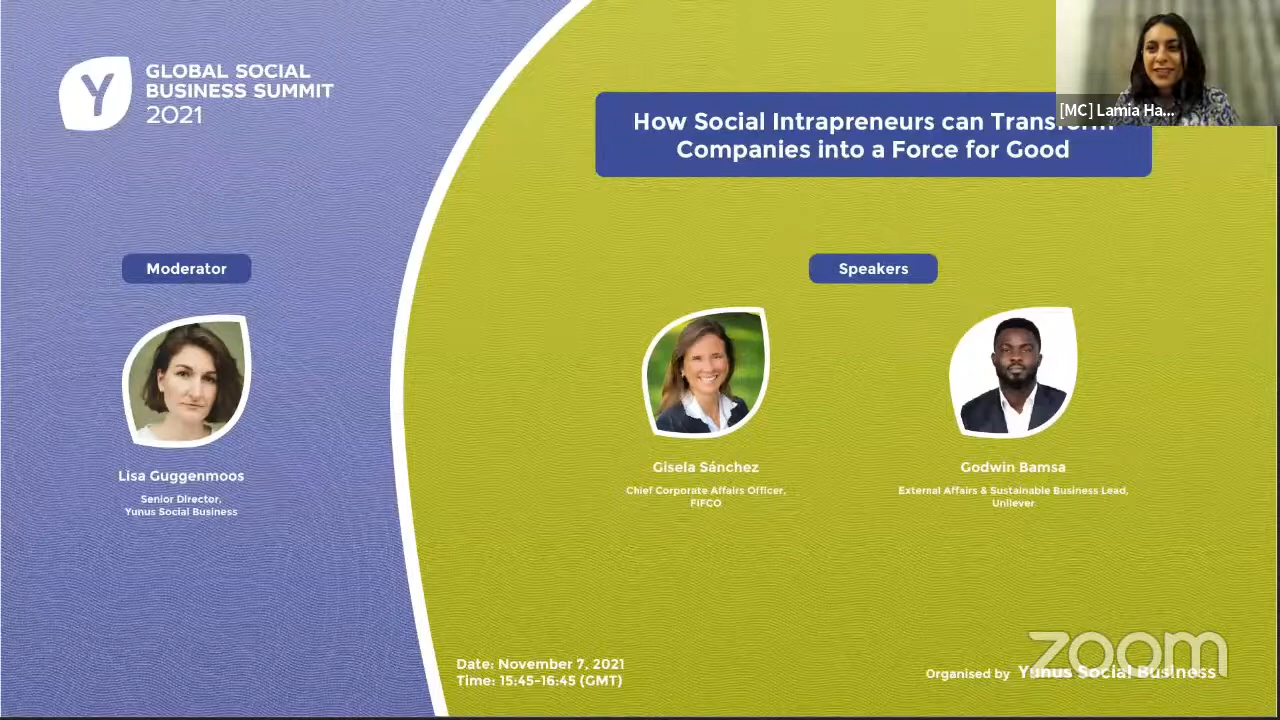 Y
GLOBAL SOCIAL
BUSINESS SUMMIT
2021
[MC] Lamia Ha...
How Social Intrapreneurs can Transform
Companies into a Force for Good
Moderator
Lisa Guggenmoos
Senior Director,
Yunus Social Business
Speakers
Gisela Sánchez
Chief Corporate Affairs Officer,
FIFCO
Godwin Bamsa
External Affairs & Sustainable Business Lead,
Unilever
Date: November 7, 2021
Time: 15:45-16:45 (GMT)
Organised by Yunus Social Business
zoom